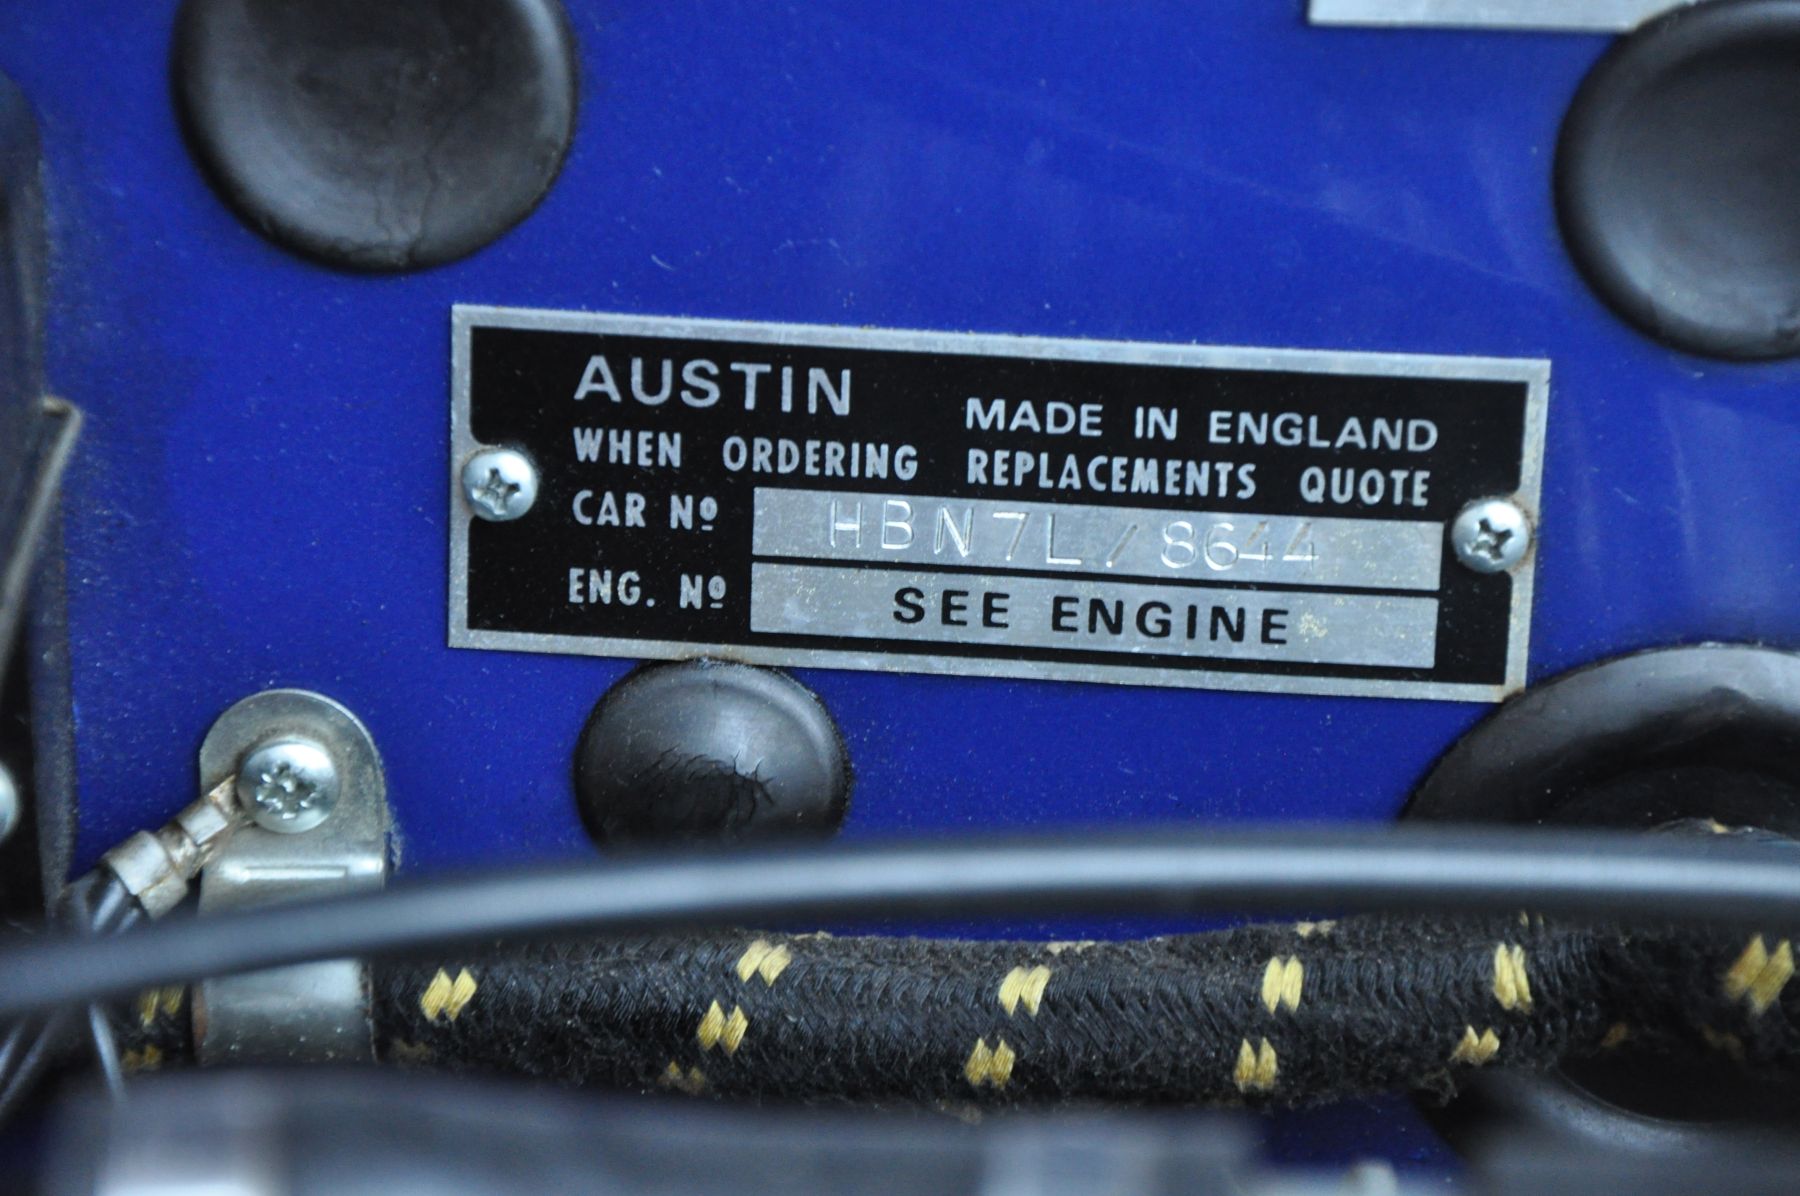 AUSTIN
MADE IN ENGLAND
WHEN ORDERING REPLACEMENTS QUOTE
CAR Nº HBN7L/8644
ENG. Nº SEE ENGINE